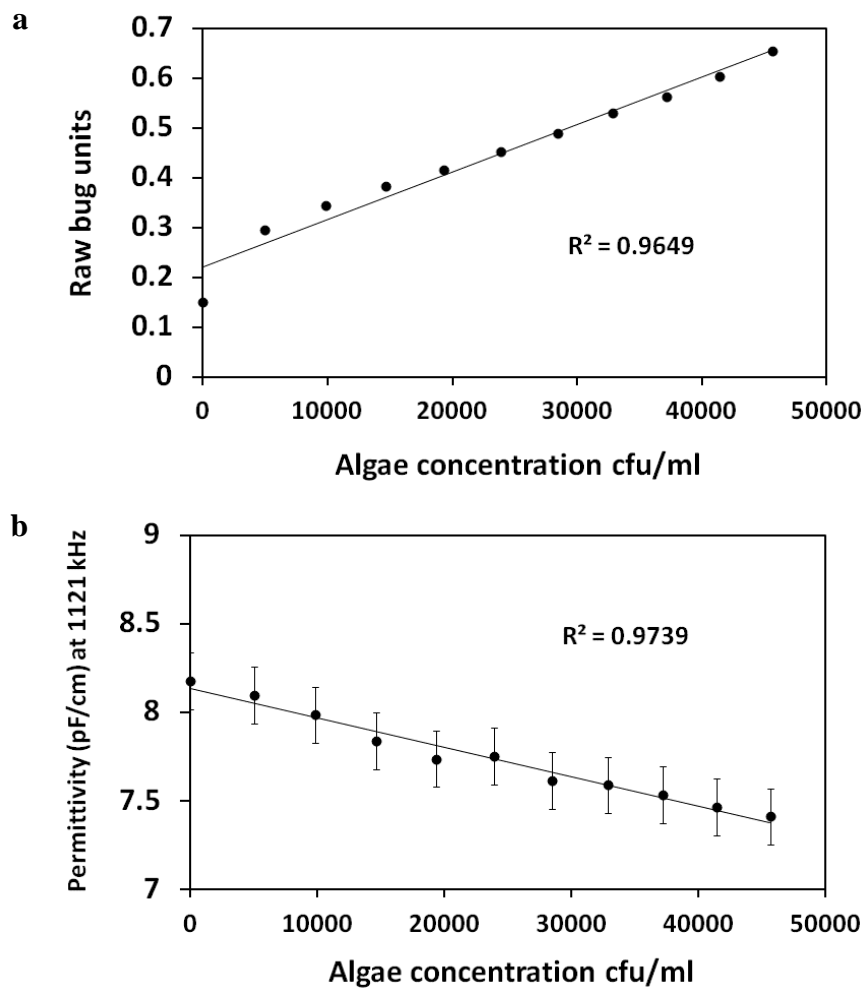 a
Raw bug units
0.7
0.6
0.5
0.4
0.3
0.2
0.1
0
R² = 0.9649
0 10000 20000 30000 40000 50000
Algae concentration cfu/ml
b
Permittivity (pF/cm) at 1121 kHz
9
8.5
8
7.5
7
R² = 0.9739
0 10000 20000 30000 40000 50000
Algae concentration cfu/ml